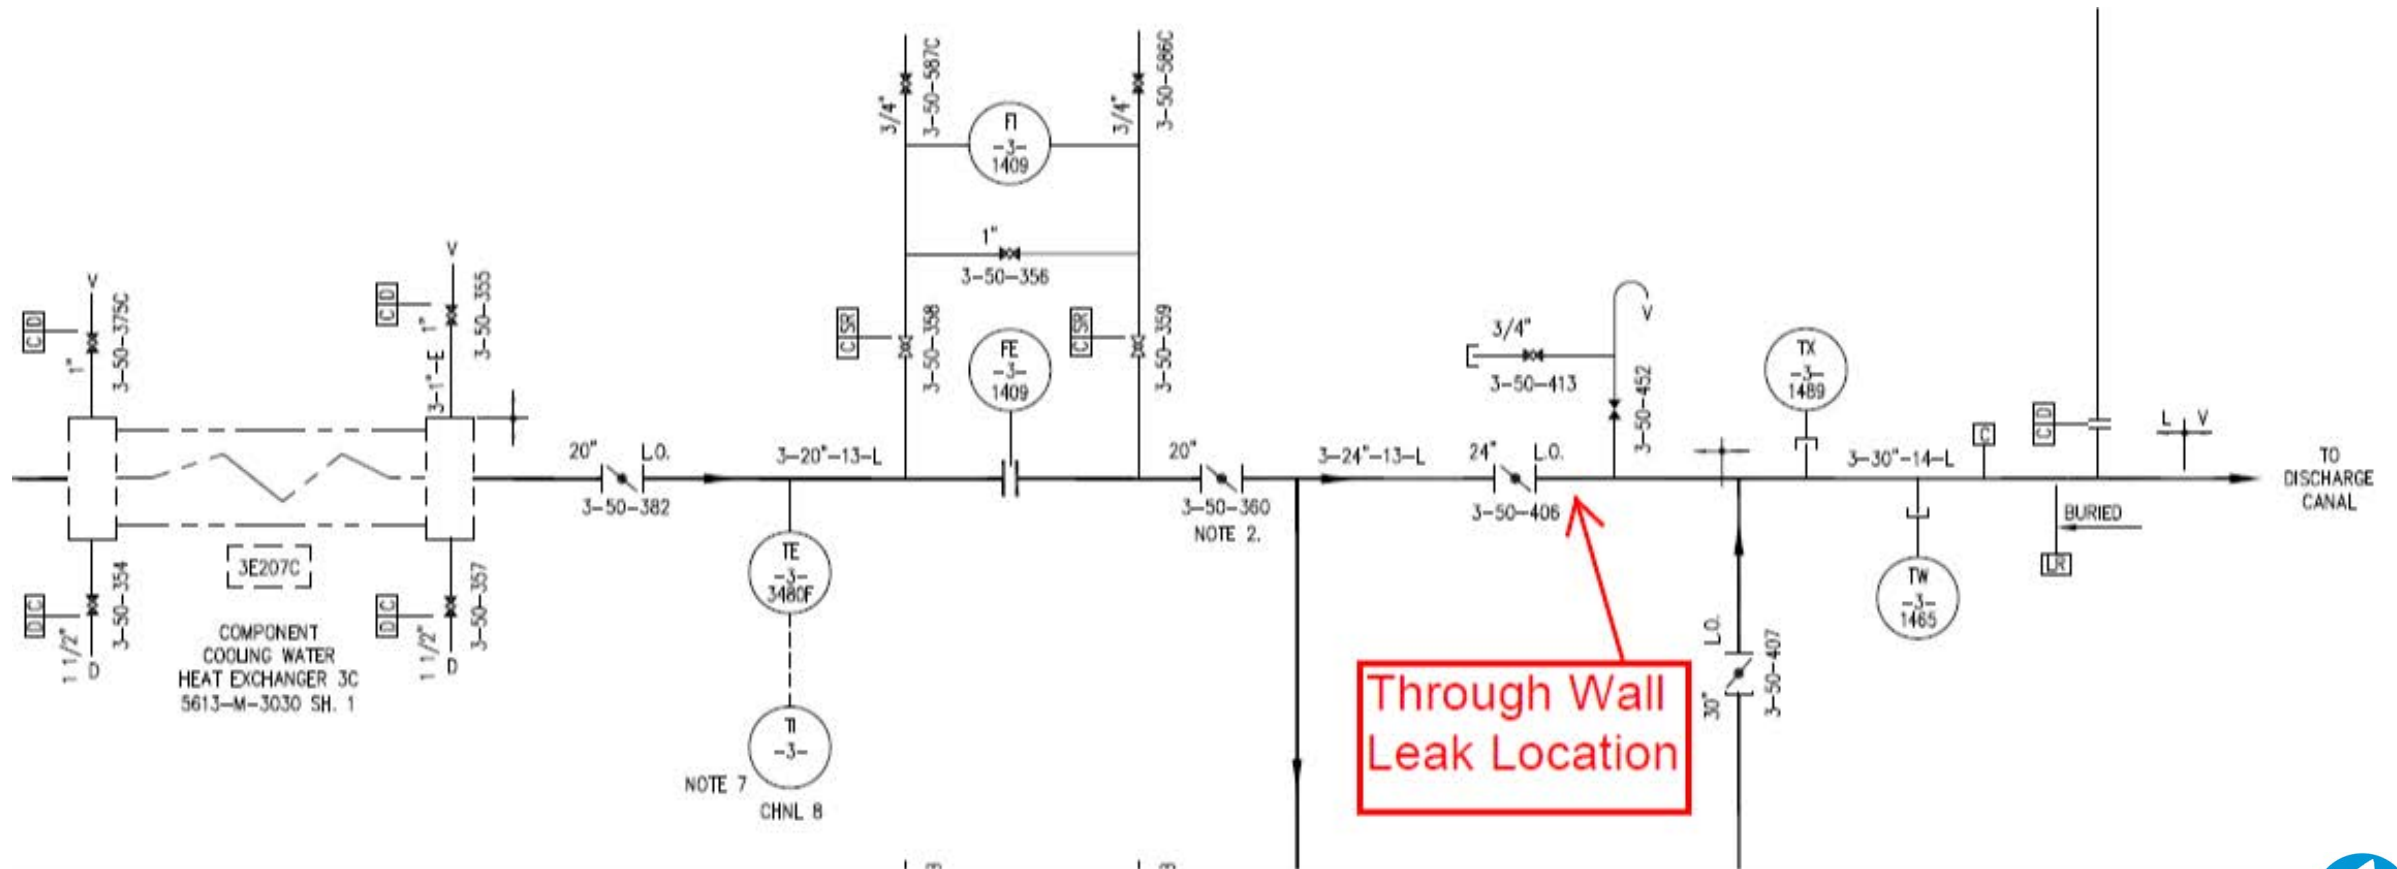 3/4"
3-50-587C
3/4"
3-50-586C
FI
-3-
1409
1"
3-50-356
V
C D
1"
3-50-375C
V
C D
1"
3-50-355
3-1"-E
C SR
3-50-358
C SR
3-50-359
FE
-3-
1409
V
3/4"
3-50-413
3-50-452
TX
-3-
1489
C
C D
L V
20" L.O.
3-50-382
3-20"-13-L
20"
3-50-360
NOTE 2.
3-24"-13-L
24" L.O.
3-50-406
3-30"-14-L
TO
DISCHARGE
CANAL
BURIED
LR
3E207C
D C
1 1/2"
D
3-50-354
D C
1 1/2"
D
3-50-357
COMPONENT
COOLING WATER
HEAT EXCHANGER 3C
5613-M-3030 SH. 1
TE
-3-
3480F
TI
-3-
NOTE 7
CHNL 8
Through Wall
Leak Location
L.O.
30"
3-50-407
TW
-3-
1465